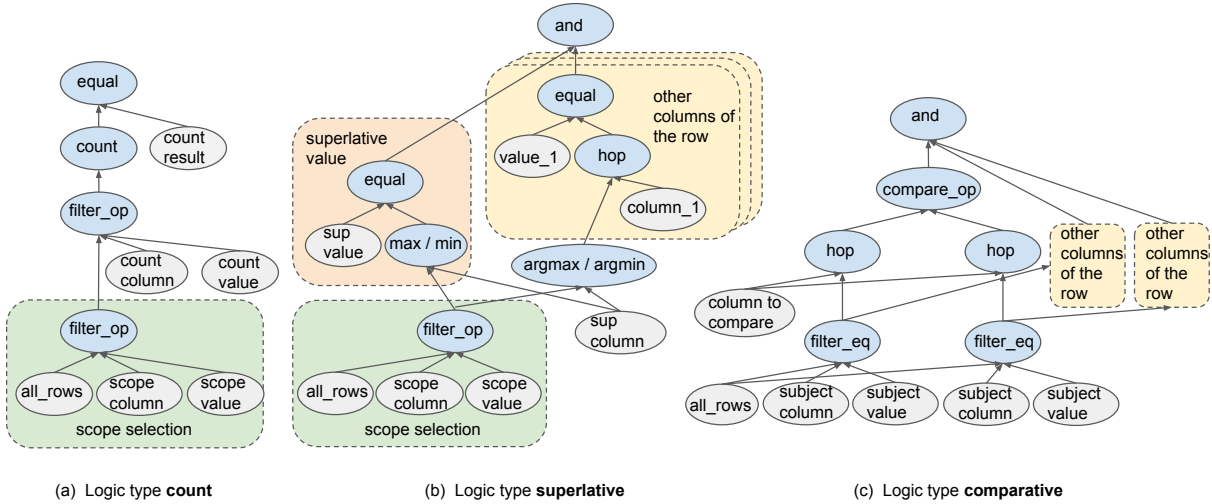 equal
count
count
result
filter_op
count
column
count
value
filter_op
all_rows
scope
column
scope
value
scope selection
(a) Logic type count
and
superlative
value
equal
sup
value
max / min
equal
other
columns of
the row
value_1
hop
column_1
argmax / argmin
sup
column
filter_op
all_rows
scope
column
scope
value
scope selection
(b) Logic type superlative
and
compare_op
hop
hop
other
columns
of the
row
other
columns
of the
row
column to
compare
filter_eq
filter_eq
all_rows
subject
column
subject
value
subject
column
subject
value
(c) Logic type comparative